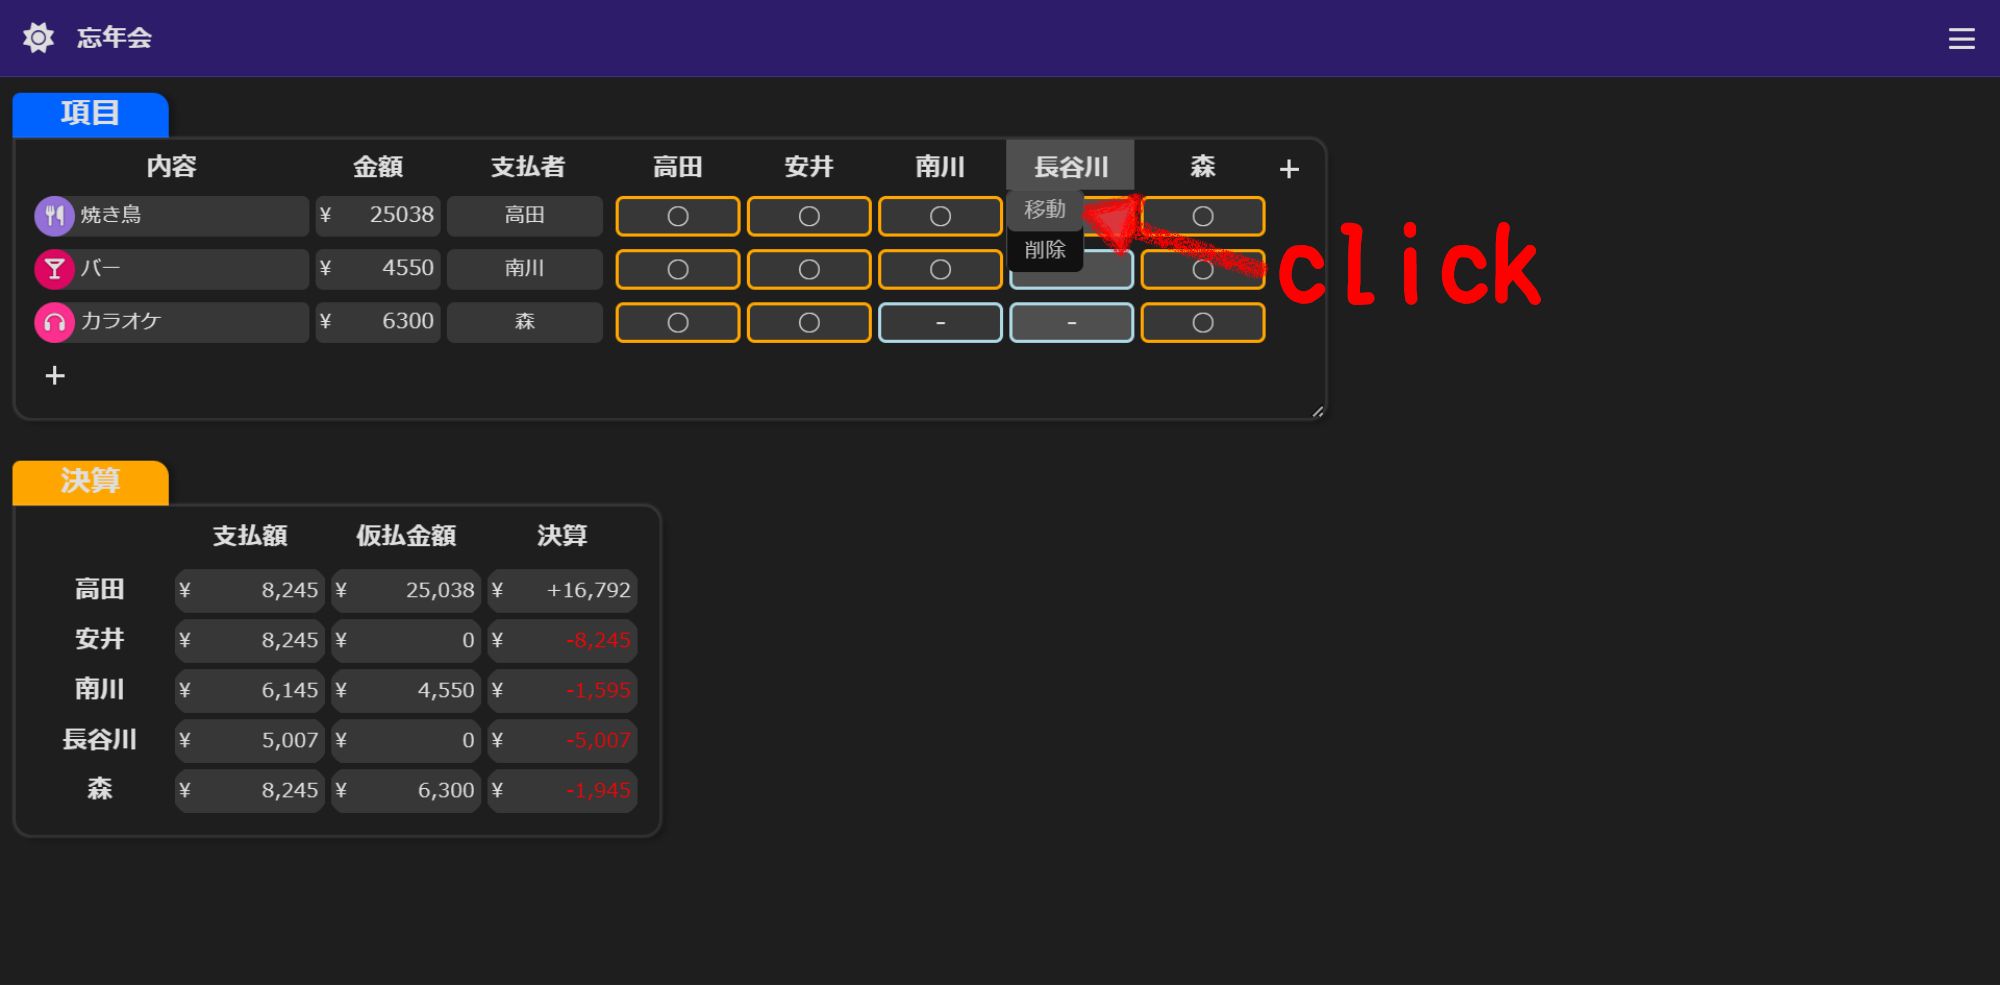 忘年会
項目
内容 金額 支払者 高田 安井 南川 長谷川 森 +
焼き鳥 ¥ 25038 高田 ○ ○ ○ 移動 ○
バー ¥ 4550 南川 ○ ○ ○ 削除 ○
click
カラオケ ¥ 6300 森 ○ ○ - - ○
+
決算
支払額 仮払金額 決算
高田 ¥ 8,245 ¥ 25,038 ¥ +16,792
安井 ¥ 8,245 ¥ 0 ¥ -8,245
南川 ¥ 6,145 ¥ 4,550 ¥ -1,595
長谷川 ¥ 5,007 ¥ 0 ¥ -5,007
森 ¥ 8,245 ¥ 6,300 ¥ -1,945